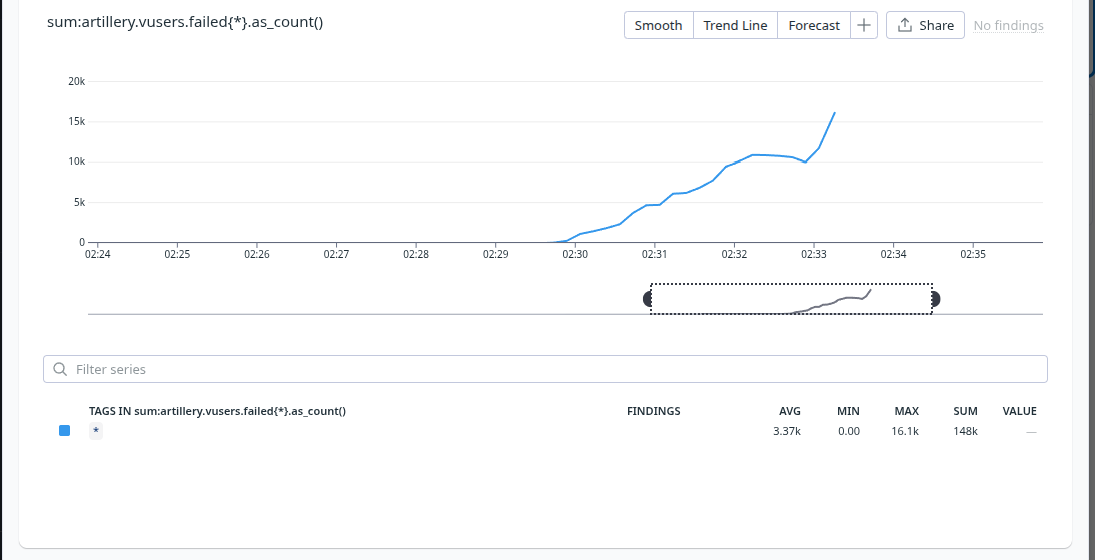 sum:artillery.vusers.failed{*}.as_count()
Smooth Trend Line Forecast + Share No findings
20k
15k
10k
5k
0
02:24 02:25 02:26 02:27 02:28 02:29 02:30 02:31 02:32 02:33 02:34 02:35
Filter series
TAGS IN sum:artillery.vusers.failed{*}.as_count() FINDINGS AVG MIN MAX SUM VALUE
* 3.37k 0.00 16.1k 148k —